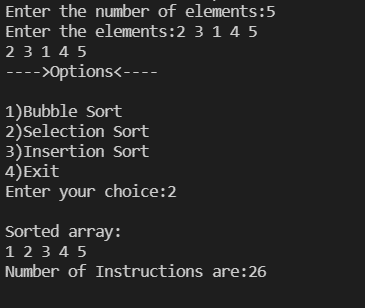 Enter the number of elements:5
Enter the elements:2 3 1 4 5
2 3 1 4 5
---->Options<----
1)Bubble Sort
2)Selection Sort
3)Insertion Sort
4)Exit
Enter your choice:2
Sorted array:
1 2 3 4 5
Number of Instructions are:26